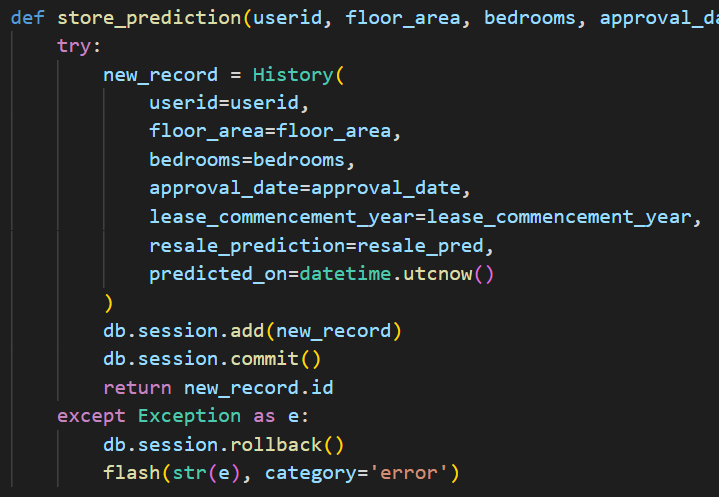 def store_prediction(userid, floor_area, bedrooms, approval_da
    try:
        new_record = History(
            userid=userid,
            floor_area=floor_area,
            bedrooms=bedrooms,
            approval_date=approval_date,
            lease_commencement_year=lease_commencement_year,
            resale_prediction=resale_pred,
            predicted_on=datetime.utcnow()
        )
        db.session.add(new_record)
        db.session.commit()
        return new_record.id
    except Exception as e:
        db.session.rollback()
        flash(str(e), category='error')